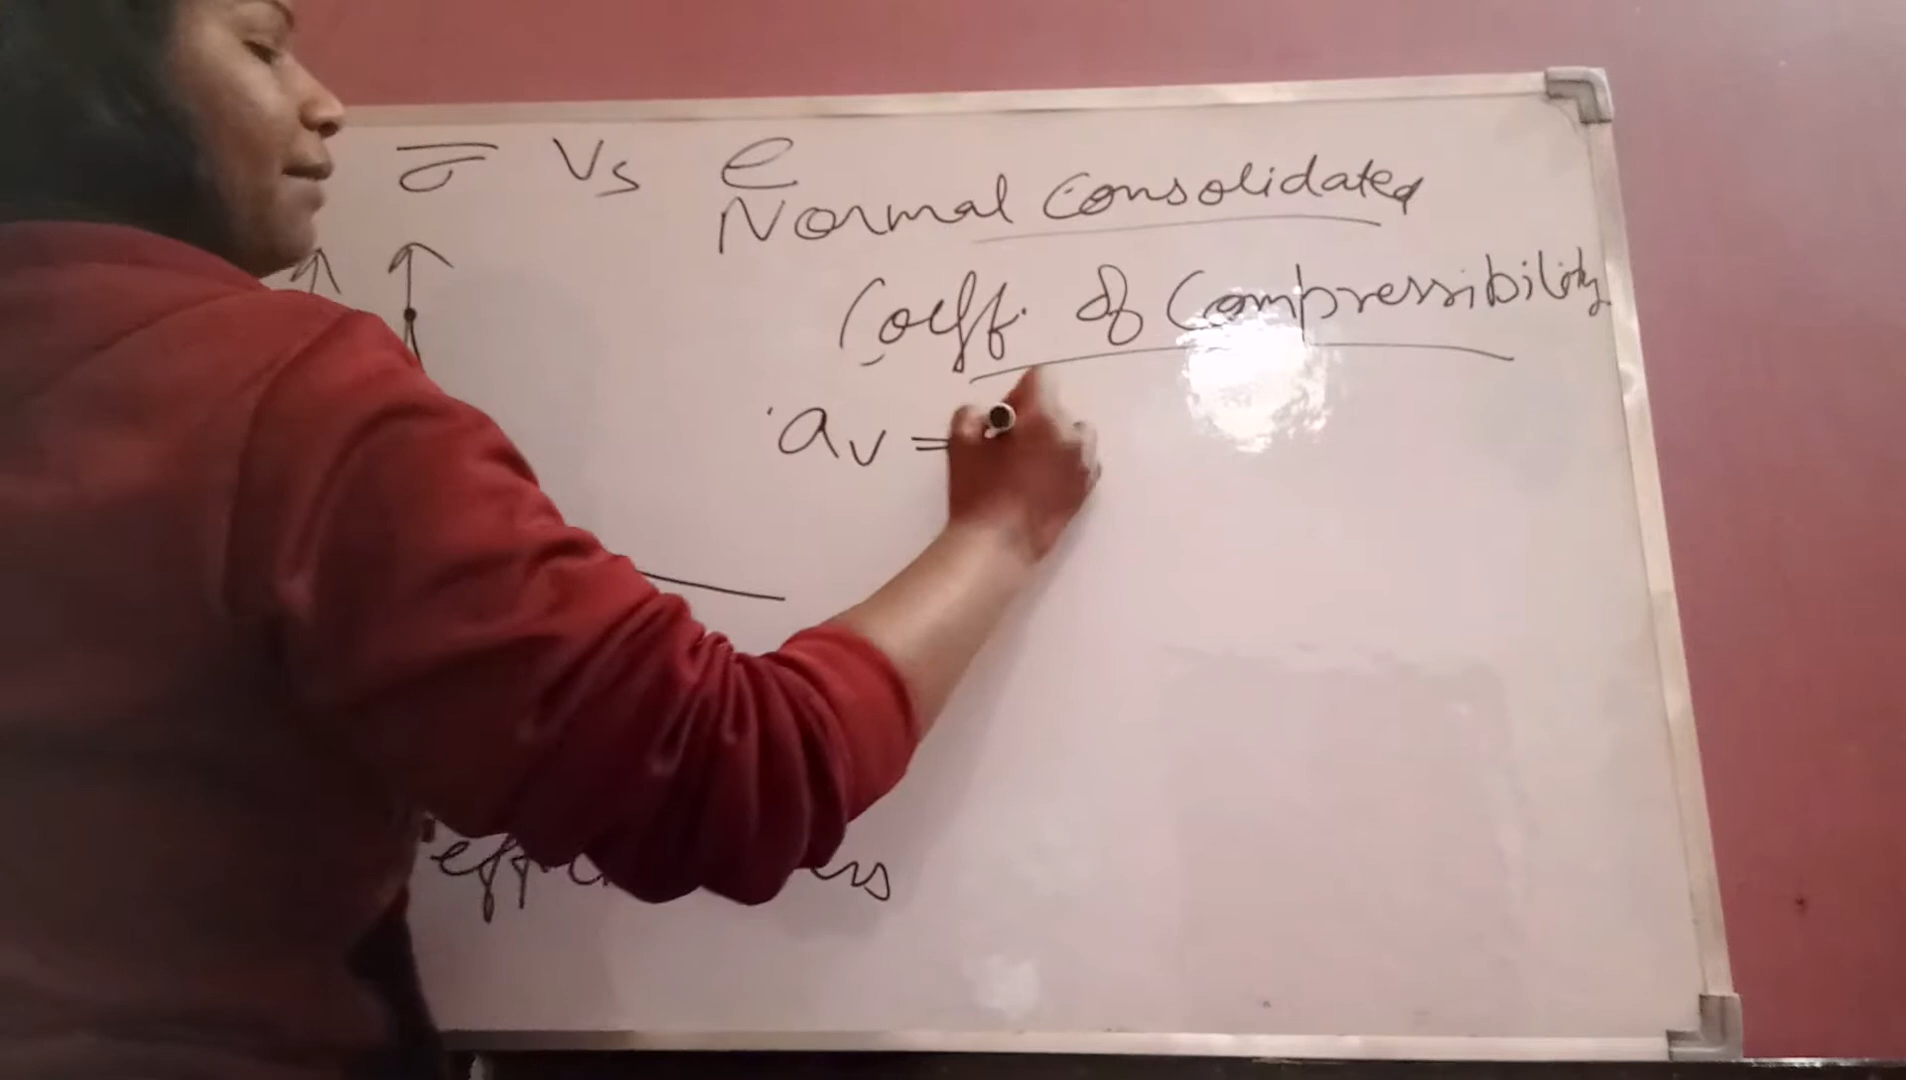 σ̅ Vs e
Normal Consolidated
Coeff. of Compressibility
av =